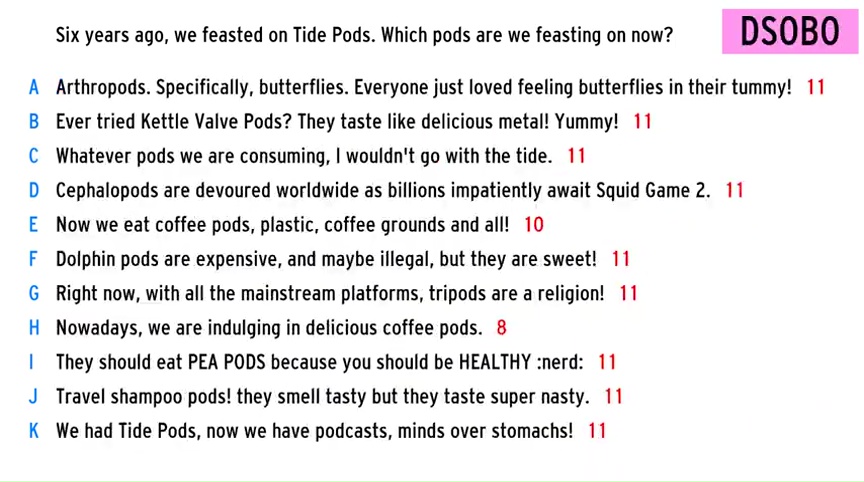 Six years ago, we feasted on Tide Pods. Which pods are we feasting on now?
DSOBO
A Arthropods. Specifically, butterflies. Everyone just loved feeling butterflies in their tummy! 11
B Ever tried Kettle Valve Pods? They taste like delicious metal! Yummy! 11
C Whatever pods we are consuming, I wouldn't go with the tide. 11
D Cephalopods are devoured worldwide as billions impatiently await Squid Game 2. 11
E Now we eat coffee pods, plastic, coffee grounds and all! 10
F Dolphin pods are expensive, and maybe illegal, but they are sweet! 11
G Right now, with all the mainstream platforms, tripods are a religion! 11
H Nowadays, we are indulging in delicious coffee pods. 8
I They should eat PEA PODS because you should be HEALTHY :nerd: 11
J Travel shampoo pods! they smell tasty but they taste super nasty. 11
K We had Tide Pods, now we have podcasts, minds over stomachs! 11